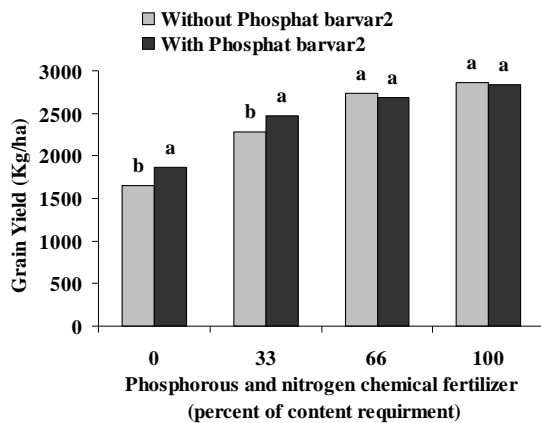 Without Phosphat barvar2
With Phosphat barvar2
3000
2500
2000
1500
1000
500
0
Grain Yield (Kg/ha)
b a b a a a a a
0 33 66 100
Phosphorous and nitrogen chemical fertilizer
(percent of content requirment)